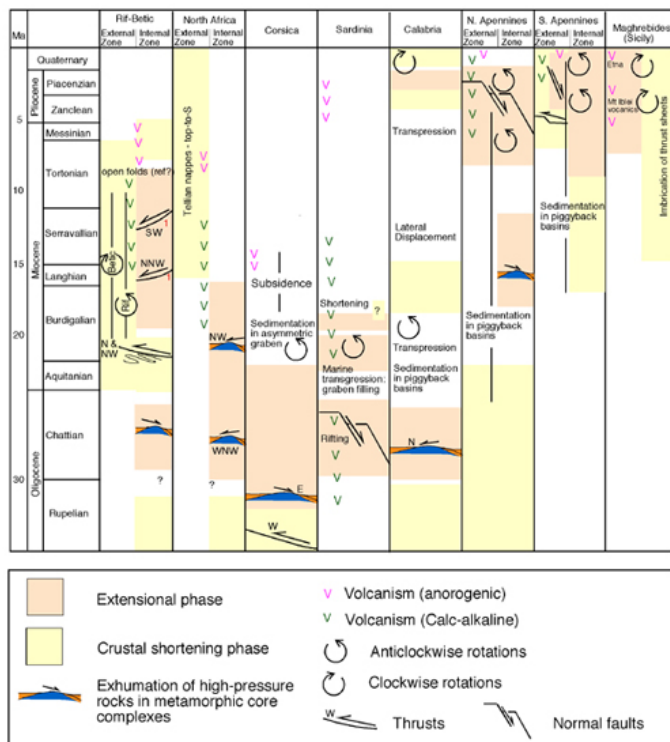 Rif-Betic
North Africa
Corsica
Sardinia
Calabria
N. Apennines
S. Apennines
Maghrebides
(Sicily)
Ma
External Zone
Internal Zone
External Zone
Internal Zone
External Zone
Internal Zone
External Zone
Internal Zone
Quaternary
Pliocene
Piacenzian
Zanclean
5
Miocene
Messinian
Tortonian
10
Serravallian
15
Langhian
Burdigalian
20
Aquitanian
Oligocene
Chattian
30
Rupelian
open folds (ref?)
SW
NNW
Betic
Rif
N &
NW
?
Tellian nappes - top-to-S
NW
WNW
?
Subsidence
Sedimentation
in asymmetric
graben
E
W
Shortening
?
Marine
transgression:
graben filling
Rifting
Transpression
Lateral
Displacement
Transpression
Sedimentation
in piggyback
basins
N
Sedimentation
in piggyback
basins
Sedimentation
in piggyback
basins
Etna
Mt Iblei
volcanics
Imbrication of thrust sheets
Extensional phase
Crustal shortening phase
Exhumation of high-pressure
rocks in metamorphic core
complexes
V Volcanism (anorogenic)
V Volcanism (Calc-alkaline)
Anticlockwise rotations
Clockwise rotations
W Thrusts
Normal faults